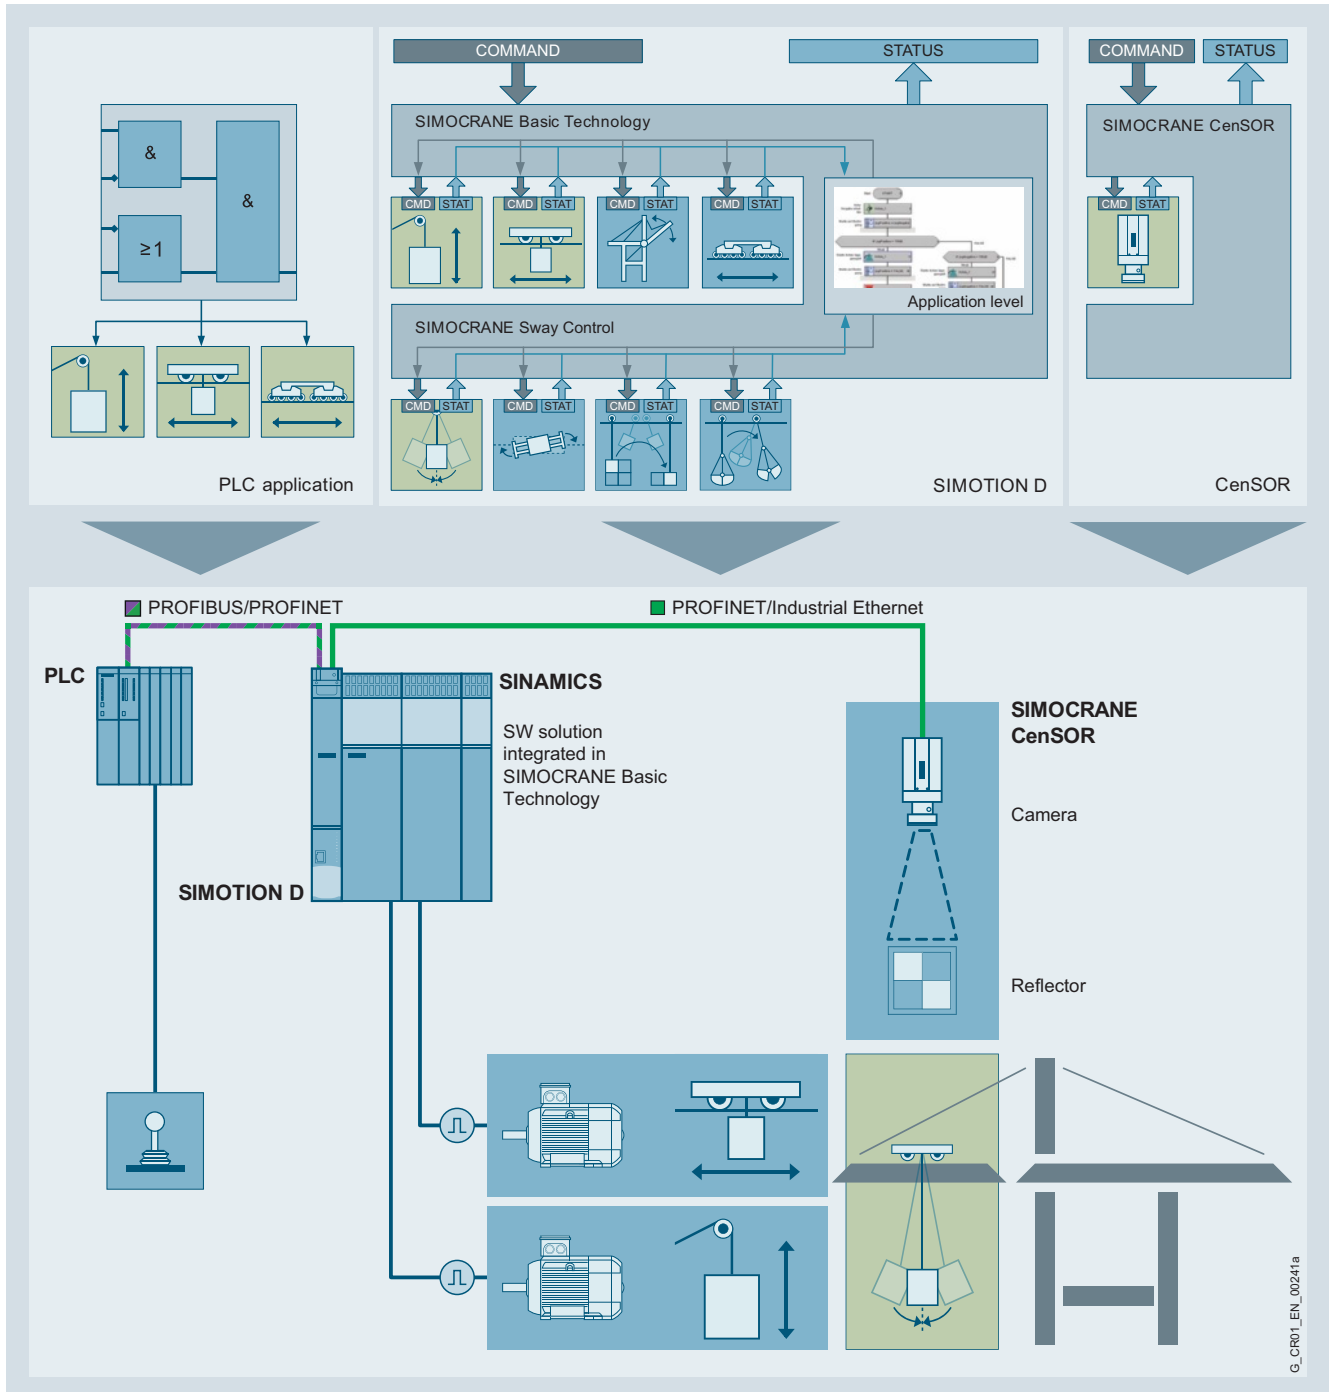 COMMAND
STATUS
COMMAND
STATUS
SIMOCRANE Basic Technology
SIMOCRANE CenSOR
&
&
≥1
CMD STAT
CMD STAT
CMD STAT
CMD STAT
CMD STAT
Application level
SIMOCRANE Sway Control
CMD STAT
CMD STAT
CMD STAT
CMD STAT
PLC application
SIMOTION D
CenSOR
PROFIBUS/PROFINET
PROFINET/Industrial Ethernet
PLC
SINAMICS
SW solution
integrated in
SIMOCRANE Basic
Technology
SIMOTION D
SIMOCRANE
CenSOR
Camera
Reflector
G_CR01_EN_00241a